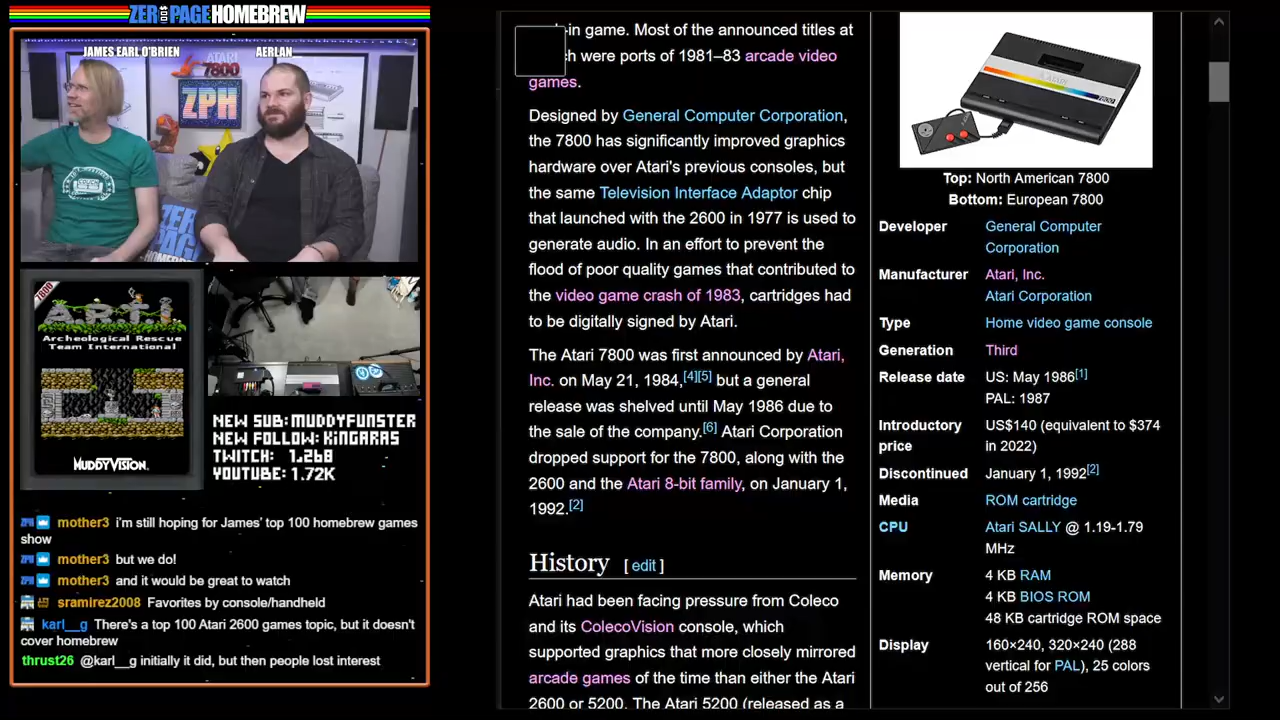 ZERO PAGE HOMEBREW
JAMES EARL O'BRIEN
AERLAN
ATARI
7800
ZPH
ZERO
PAGE
HOMEBREW
7800
A.R.T.I
Archeological Rescue
Team International
MUDDYVISION
NEW SUB: MUDDYFUNSTER
NEW FOLLOW: KINGARAS
TWITCH: 1,268
YOUTUBE: 1.72K
mother3 i'm still hoping for James' top 100 homebrew games
show
mother3 but we do!
mother3 and it would be great to watch
sramirez2008 Favorites by console/handheld
karl__g There's a top 100 Atari 2600 games topic, but it doesn't
cover homebrew
thrust26 @karl__g initially it did, but then people lost interest
-in game. Most of the announced titles at
were ports of 1981–83 arcade video
games.
Designed by General Computer Corporation,
the 7800 has significantly improved graphics
hardware over Atari's previous consoles, but
the same Television Interface Adaptor chip
that launched with the 2600 in 1977 is used to
generate audio. In an effort to prevent the
flood of poor quality games that contributed to
the video game crash of 1983, cartridges had
to be digitally signed by Atari.
The Atari 7800 was first announced by Atari,
Inc. on May 21, 1984,[4][5] but a general
release was shelved until May 1986 due to
the sale of the company.[6] Atari Corporation
dropped support for the 7800, along with the
2600 and the Atari 8-bit family, on January 1,
1992.[2]
History [ edit ]
Atari had been facing pressure from Coleco
and its ColecoVision console, which
supported graphics that more closely mirrored
arcade games of the time than either the Atari
2600 or 5200. The Atari 5200 (released as a
Top: North American 7800
Bottom: European 7800
Developer General Computer
Corporation
Manufacturer Atari, Inc.
Atari Corporation
Type Home video game console
Generation Third
Release date US: May 1986[1]
PAL: 1987
Introductory US$140 (equivalent to $374
price in 2022)
Discontinued January 1, 1992[2]
Media ROM cartridge
CPU Atari SALLY @ 1.19-1.79
MHz
Memory 4 KB RAM
4 KB BIOS ROM
48 KB cartridge ROM space
Display 160×240, 320×240 (288
vertical for PAL), 25 colors
out of 256